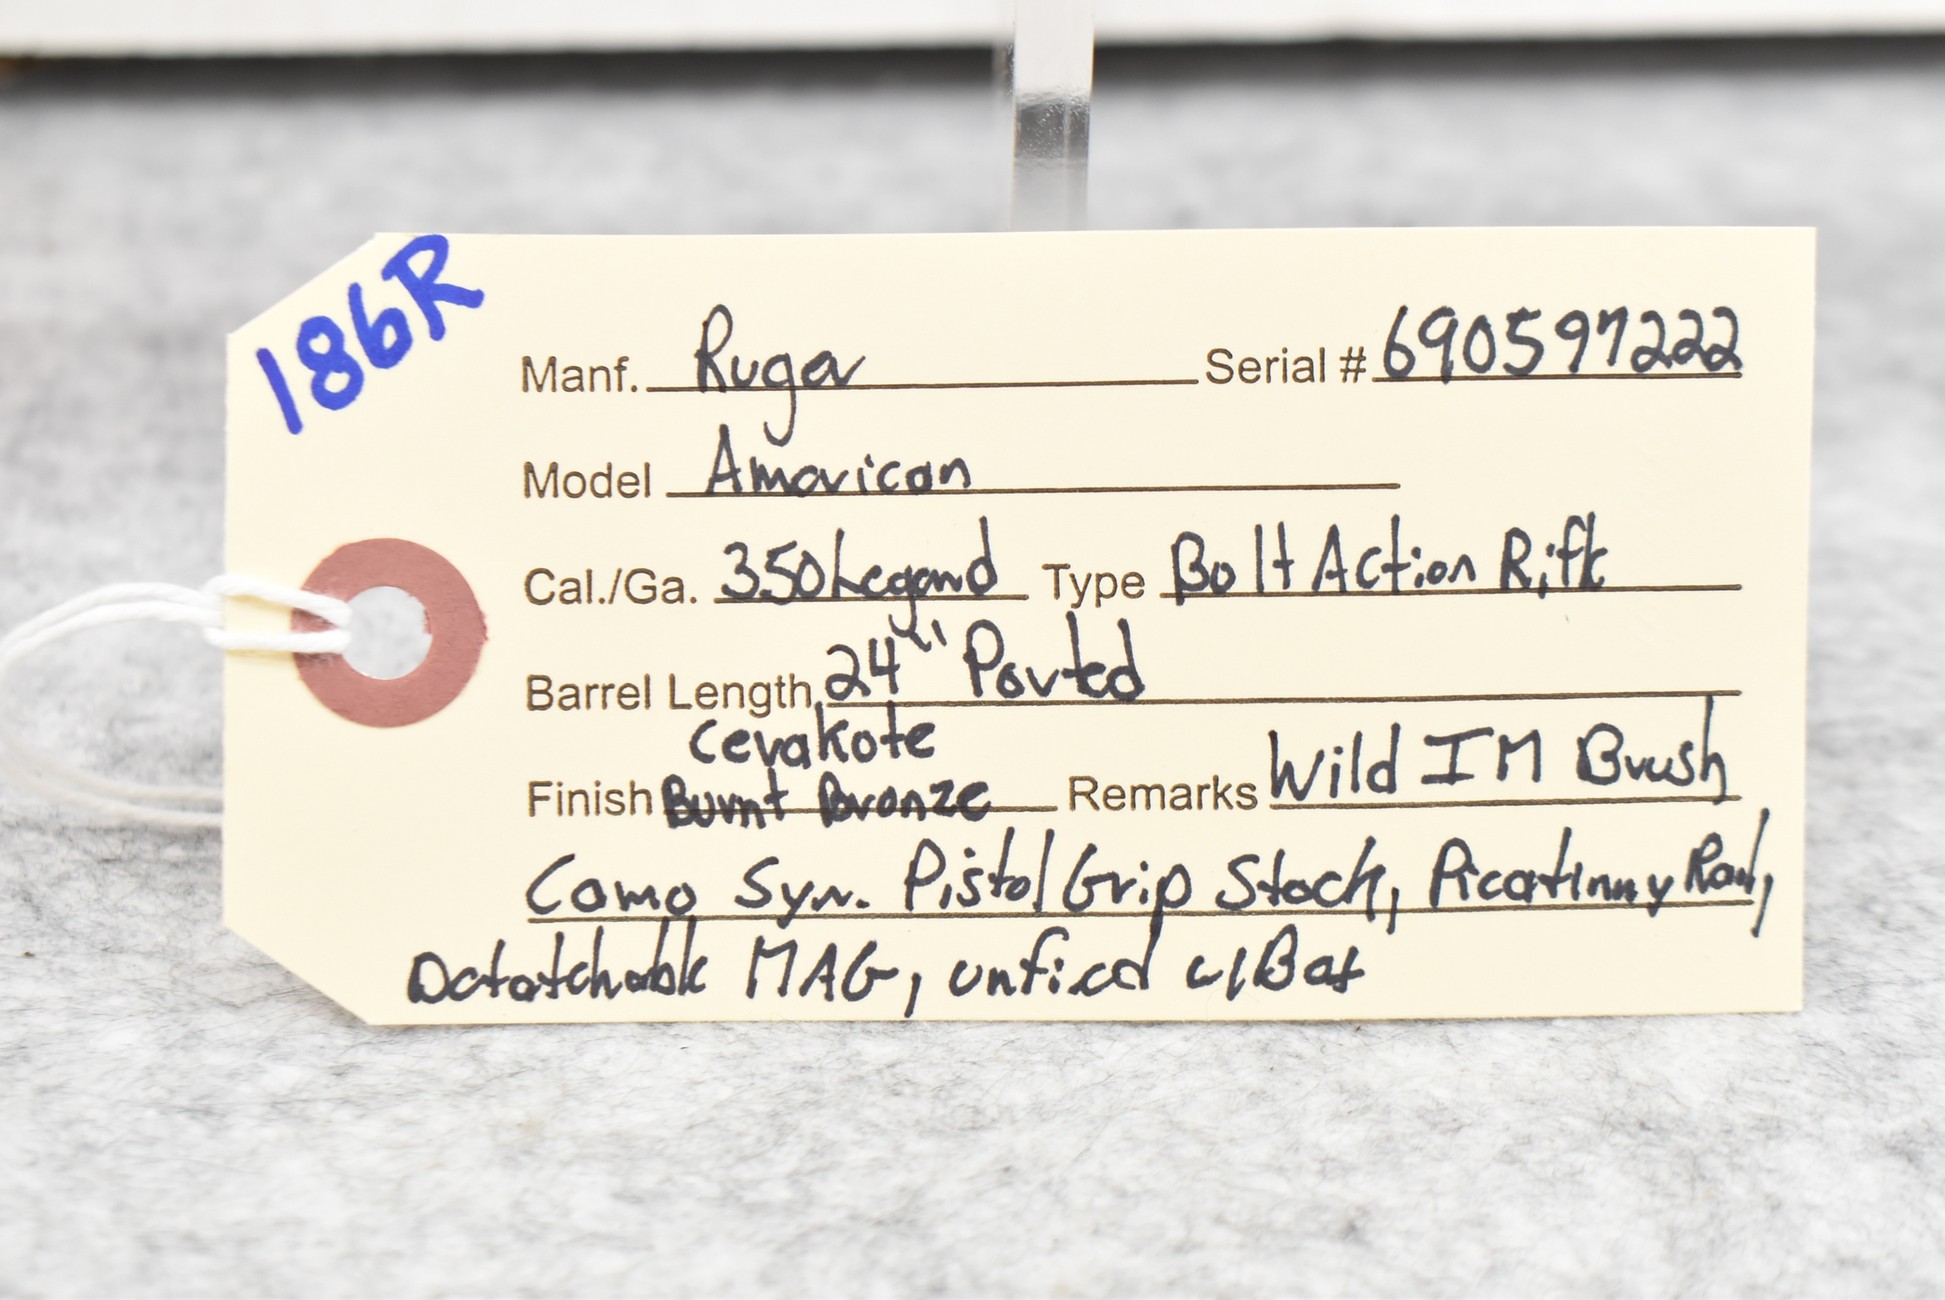 186R
Manf. Ruger Serial # 690597222
Model American
Cal./Ga. 350 Legend Type Bolt Action Rifle
Barrel Length 24" Ported
Cerakote
Finish Burnt Bronze Remarks Wild IM Brush
Camo Syn. Pistol Grip Stock, Picatinny Rail,
Detatchable MAG, unfired w/Box